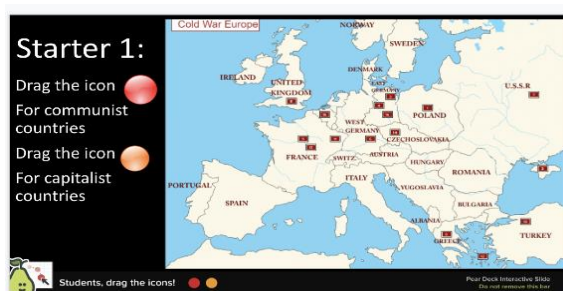 Starter 1:
Drag the icon
For communist
countries
Drag the icon
For capitalist
countries
Cold War Europe
NORWAY
SWEDEN
DENMARK
IRELAND
UNITED
KINGDOM
EAST
GERMANY
POLAND
U.S.S.R
WEST
GERMANY
CZECHOSLOVAKIA
FRANCE
SWITZ
AUSTRIA
HUNGARY
ROMANIA
ITALY
YUGOSLAVIA
BULGARIA
PORTUGAL
SPAIN
ALBANIA
GREECE
TURKEY
Students, drag the icons!
Pear Deck Interactive Slide
Do not remove this bar